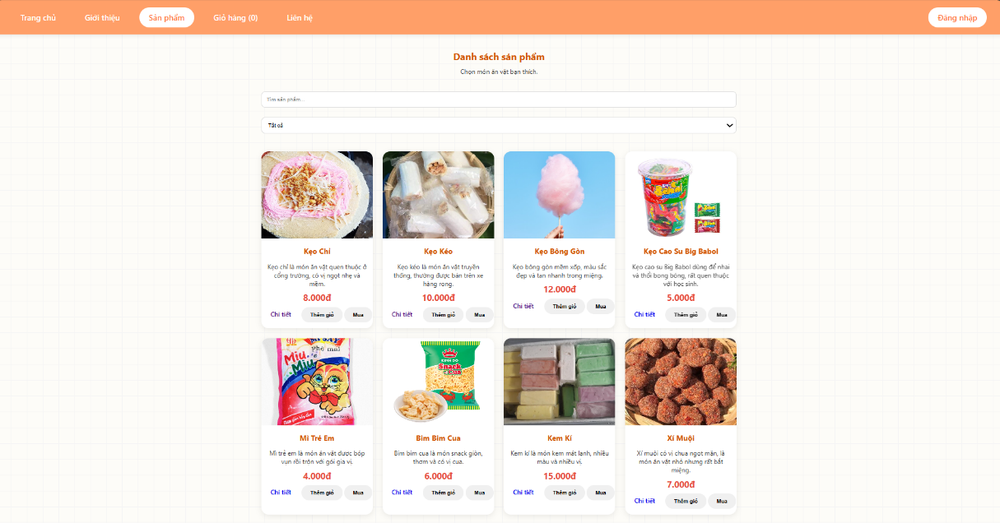 Trang chủ
Giới thiệu
Sản phẩm
Giỏ hàng (0)
Liên hệ
Đăng nhập
Danh sách sản phẩm
Chọn món ăn vặt bạn thích.
Tìm sản phẩm...
Tất cả
Kẹo Chỉ
Kẹo chỉ là món ăn vặt quen thuộc ở
cổng trường, có vị ngọt nhẹ và
mềm.
8.000đ
Chi tiết
Thêm giỏ
Mua
Kẹo Kéo
Kẹo kéo là món ăn vặt truyền
thống, thường được bán trên xe
hàng rong.
10.000đ
Chi tiết
Thêm giỏ
Mua
Kẹo Bông Gòn
Kẹo bông gòn mềm xốp, màu sắc
đẹp và tan nhanh trong miệng.
12.000đ
Chi tiết
Thêm giỏ
Mua
Kẹo Cao Su Big Babol
Kẹo cao su Big Babol dùng để nhai
và thổi bong bóng, rất quen thuộc
với học sinh.
5.000đ
Chi tiết
Thêm giỏ
Mua
phô mai
Miu
Miu
Mì Trẻ Em
Mì trẻ em là món ăn vặt được bóp
vụn rồi trộn với gói gia vị.
4.000đ
Chi tiết
Thêm giỏ
Mua
KINH DO
Snack
Bim Bim Cua
Bim bim cua là món snack giòn,
thơm và có vị cua.
6.000đ
Chi tiết
Thêm giỏ
Mua
Kem Kí
Kem kí là món kem mát lạnh, nhiều
màu và nhiều vị.
15.000đ
Chi tiết
Thêm giỏ
Mua
Xí Muội
Xí muội có vị chua ngọt mặn, là
món ăn vặt nhỏ nhưng rất bắt
miệng.
7.000đ
Chi tiết
Thêm giỏ
Mua